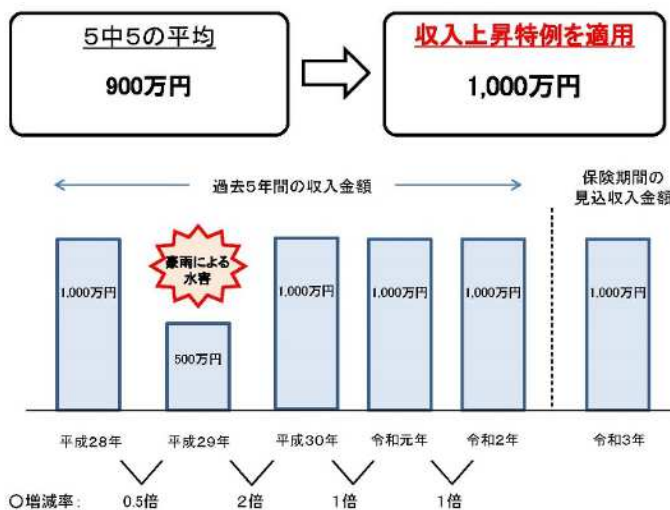 5中5の平均
900万円
収入上昇特例を適用
1,000万円
過去5年間の収入金額
保険期間の
見込収入金額
豪雨による
水害
1,000万円
500万円
1,000万円
1,000万円
1,000万円
1,000万円
平成28年
平成29年
平成30年
令和元年
令和2年
令和3年
○増減率：
0.5倍
2倍
1倍
1倍